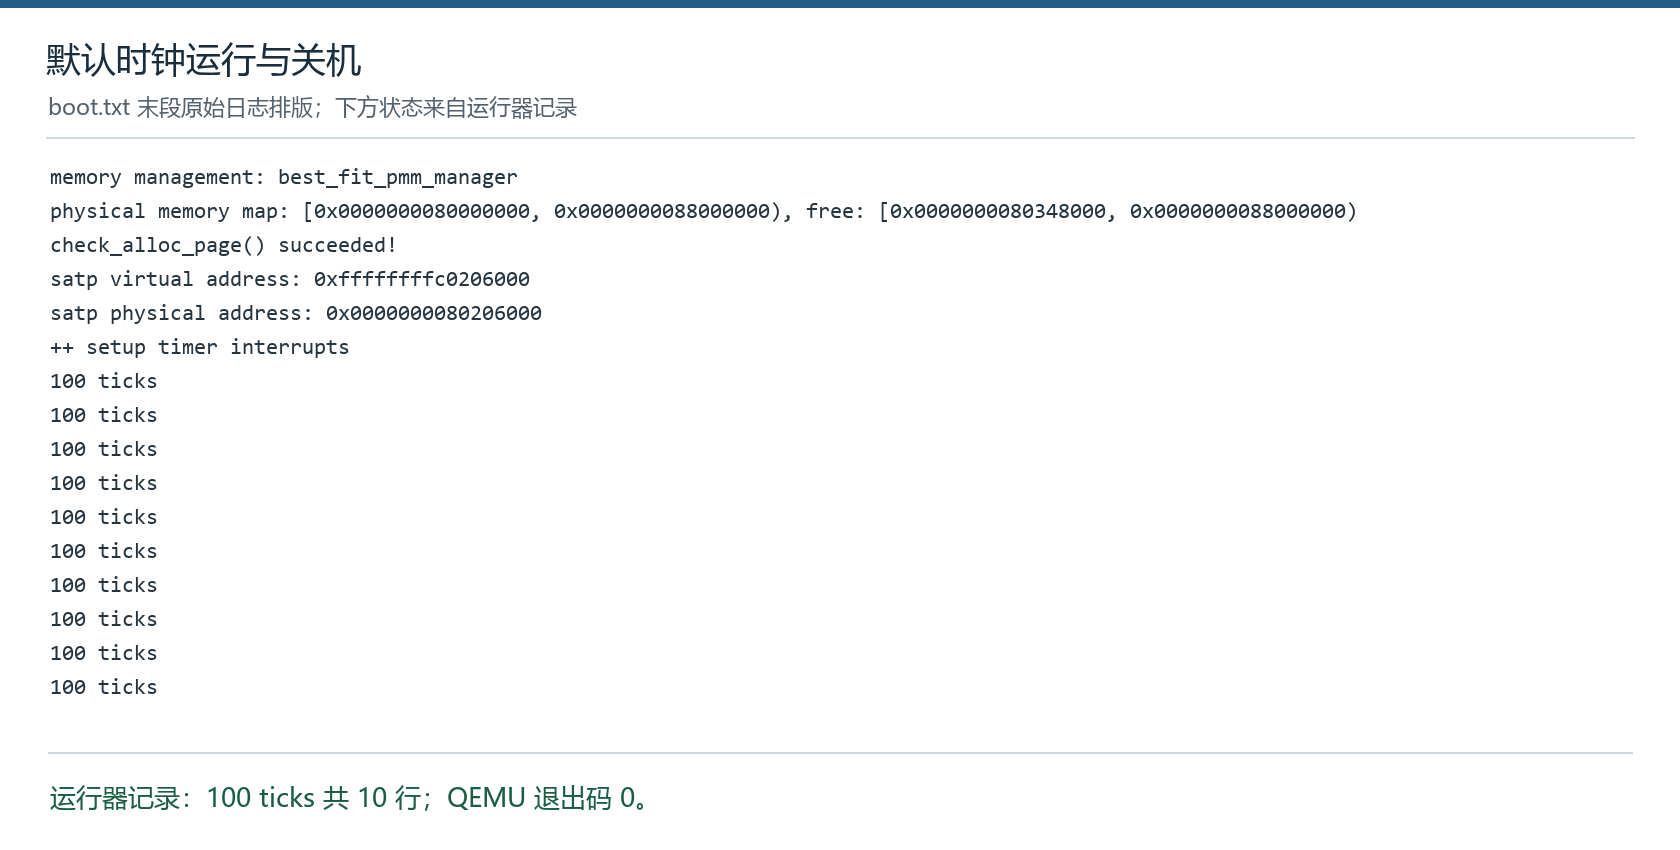 默认时钟运行与关机
boot.txt 末段原始日志排版；下方状态来自运行器记录
memory management: best_fit_pmm_manager
physical memory map: [0x0000000080000000, 0x0000000088000000), free: [0x0000000080348000, 0x0000000088000000)
check_alloc_page() succeeded!
satp virtual address: 0xffffffffc0206000
satp physical address: 0x0000000080206000
++ setup timer interrupts
100 ticks
100 ticks
100 ticks
100 ticks
100 ticks
100 ticks
100 ticks
100 ticks
100 ticks
100 ticks
运行器记录：100 ticks 共 10 行；QEMU 退出码 0。